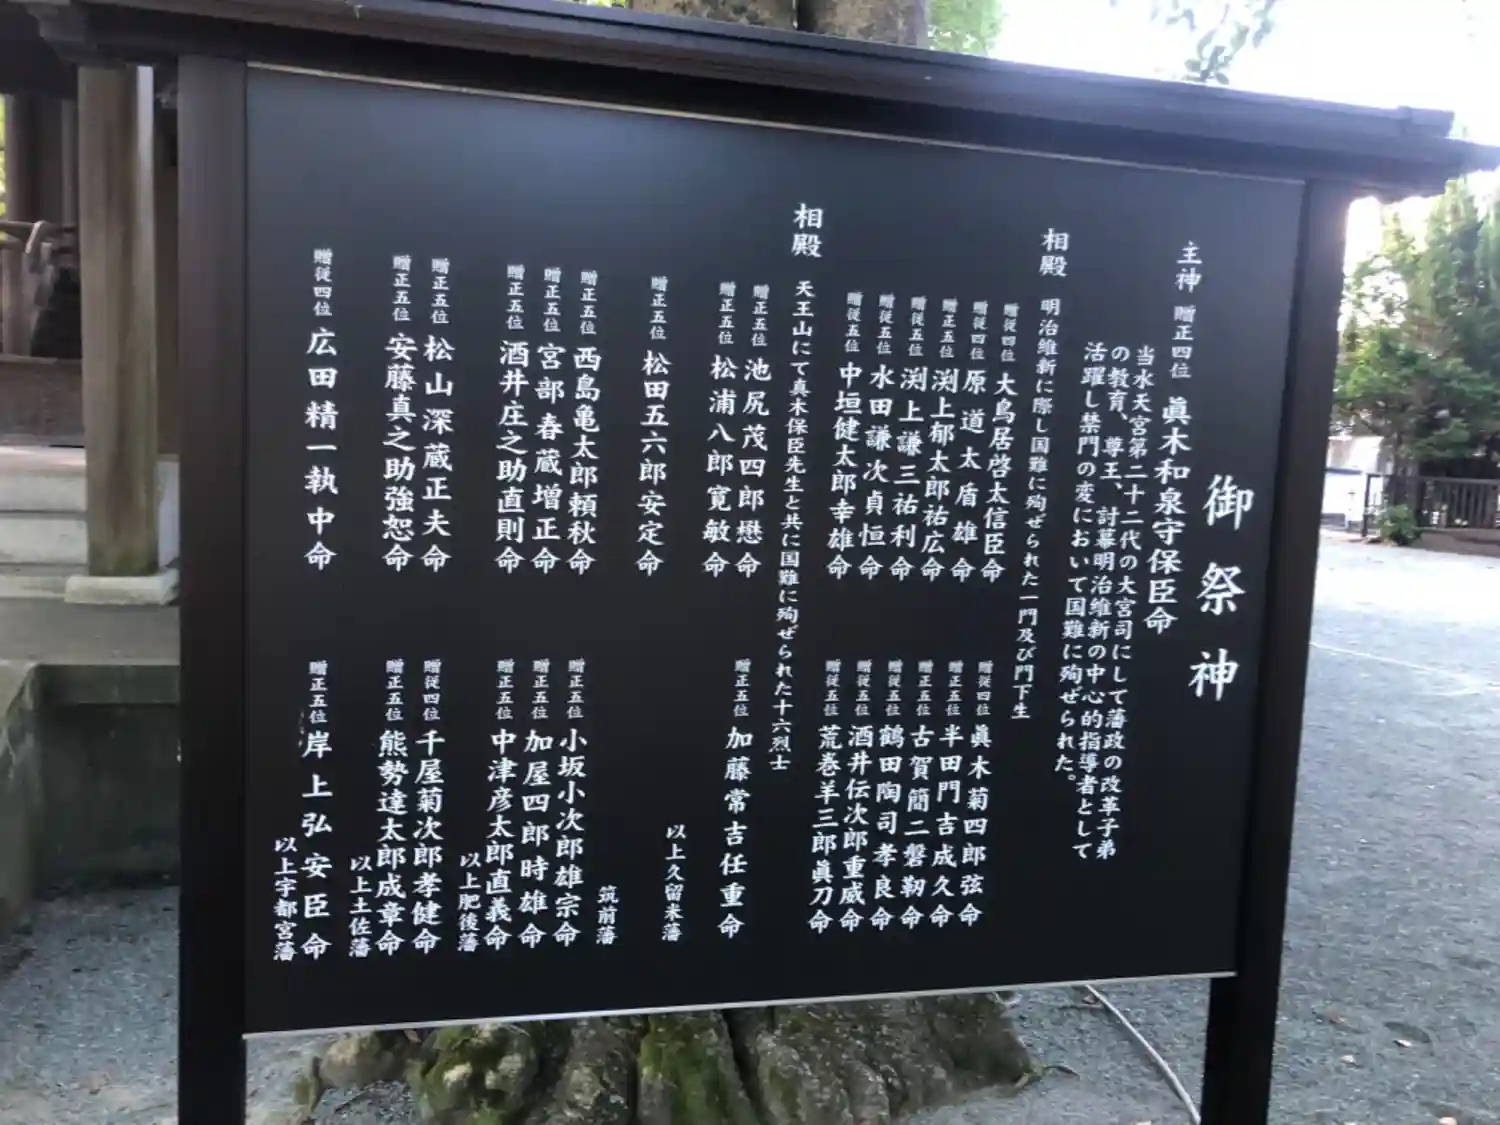 御祭神
主神 贈正四位 眞木和泉守保臣命
当水天宮第二十二代の大宮司にして藩政の改革子弟
の教育、尊王、討幕明治維新の中心的指導者として
活躍し禁門の変において国難に殉ぜられた。
相殿 明治維新に際し国難に殉ぜられた一門及び門下生
贈従四位 大鳥居啓太信臣命
贈従四位 眞木菊四郎弦命
贈従四位 原道太盾雄命
贈正五位 半田門吉成久命
贈正五位 渕上郁太郎祐広命
贈正五位 古賀簡二磐靭命
贈従五位 渕上謙三祐利命
贈従五位 鶴田陶司孝良命
贈従五位 水田謙次貞恒命
贈正五位 酒井伝次郎重威命
贈従五位 中垣健太郎幸雄命
贈従五位 荒巻羊三郎眞刀命
相殿 天王山にて真木保臣先生と共に国難に殉ぜられた十六烈士
贈正五位 池尻茂四郎懋命
贈正五位 加藤常吉任重命
贈正五位 松浦八郎寛敏命
以上久留米藩
贈正五位 松田五六郎安定命
筑前藩
贈正五位 西島亀太郎頼秋命
贈正五位 小坂小次郎雄宗命
贈正五位 宮部春蔵増正命
贈正五位 加屋四郎時雄命
贈正五位 酒井庄之助直則命
贈正五位 中津彦太郎直義命
以上肥後藩
贈正五位 松山深蔵正夫命
贈従四位 千屋菊次郎孝健命
贈正五位 安藤真之助強恕命
贈正五位 熊勢達太郎成章命
以上土佐藩
贈従四位 広田精一執中命
贈正五位 岸上弘安臣命
以上宇都宮藩